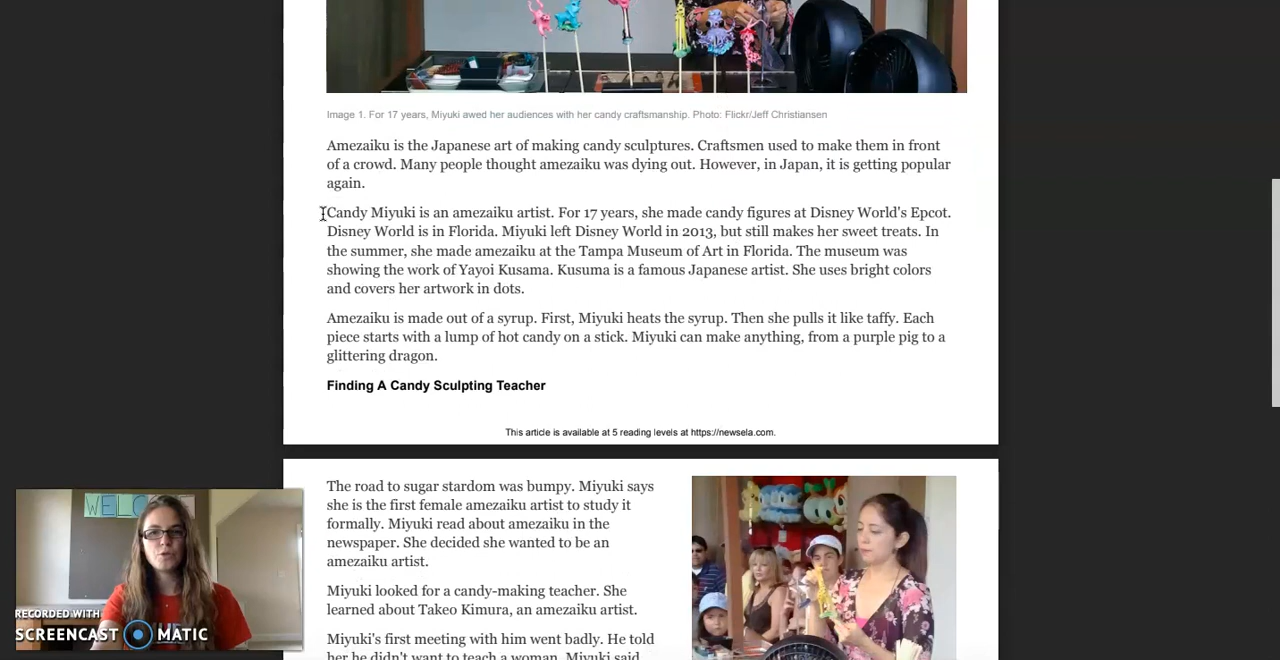 Image 1. For 17 years, Miyuki awed her audiences with her candy craftsmanship. Photo: Flickr/Jeff Christiansen
Amezaiku is the Japanese art of making candy sculptures. Craftsmen used to make them in front
of a crowd. Many people thought amezaiku was dying out. However, in Japan, it is getting popular
again.
Candy Miyuki is an amezaiku artist. For 17 years, she made candy figures at Disney World's Epcot.
Disney World is in Florida. Miyuki left Disney World in 2013, but still makes her sweet treats. In
the summer, she made amezaiku at the Tampa Museum of Art in Florida. The museum was
showing the work of Yayoi Kusama. Kusuma is a famous Japanese artist. She uses bright colors
and covers her artwork in dots.
Amezaiku is made out of a syrup. First, Miyuki heats the syrup. Then she pulls it like taffy. Each
piece starts with a lump of hot candy on a stick. Miyuki can make anything, from a purple pig to a
glittering dragon.
Finding A Candy Sculpting Teacher
This article is available at 5 reading levels at https://newsela.com.
The road to sugar stardom was bumpy. Miyuki says
she is the first female amezaiku artist to study it
formally. Miyuki read about amezaiku in the
newspaper. She decided she wanted to be an
amezaiku artist.
Miyuki looked for a candy-making teacher. She
learned about Takeo Kimura, an amezaiku artist.
Miyuki's first meeting with him went badly. He told
her he didn't want to teach a woman. Miyuki said
WELCO
RECORDED WITH
SCREENCAST MATIC